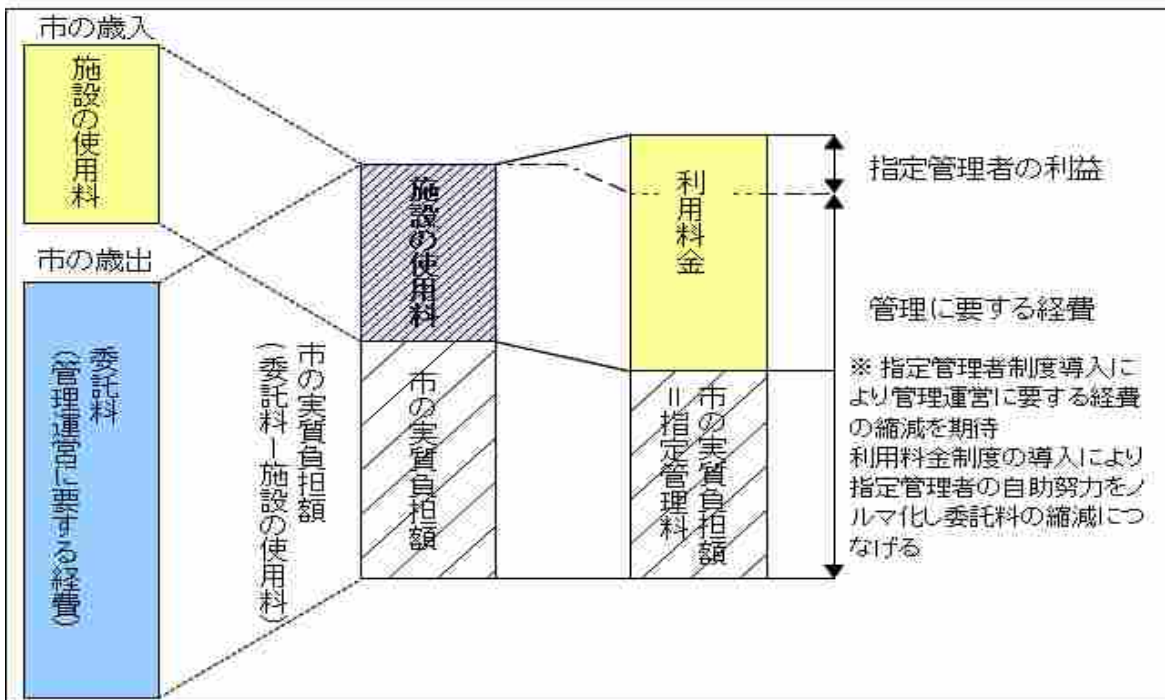 市の歳入
施設の使用料
市の歳出
委託料
(管理運営に要する経費)
市の実質負担額
(委託料－施設の使用料)
施設の使用料
市の実質負担額
利用料金
市の実質負担額
＝指定管理料
指定管理者の利益
管理に要する経費
※ 指定管理者制度導入に
より管理運営に要する経費
の縮減を期待
利用料金制度の導入により
指定管理者の自助努力をノ
ルマ化し委託料の縮減につ
なげる